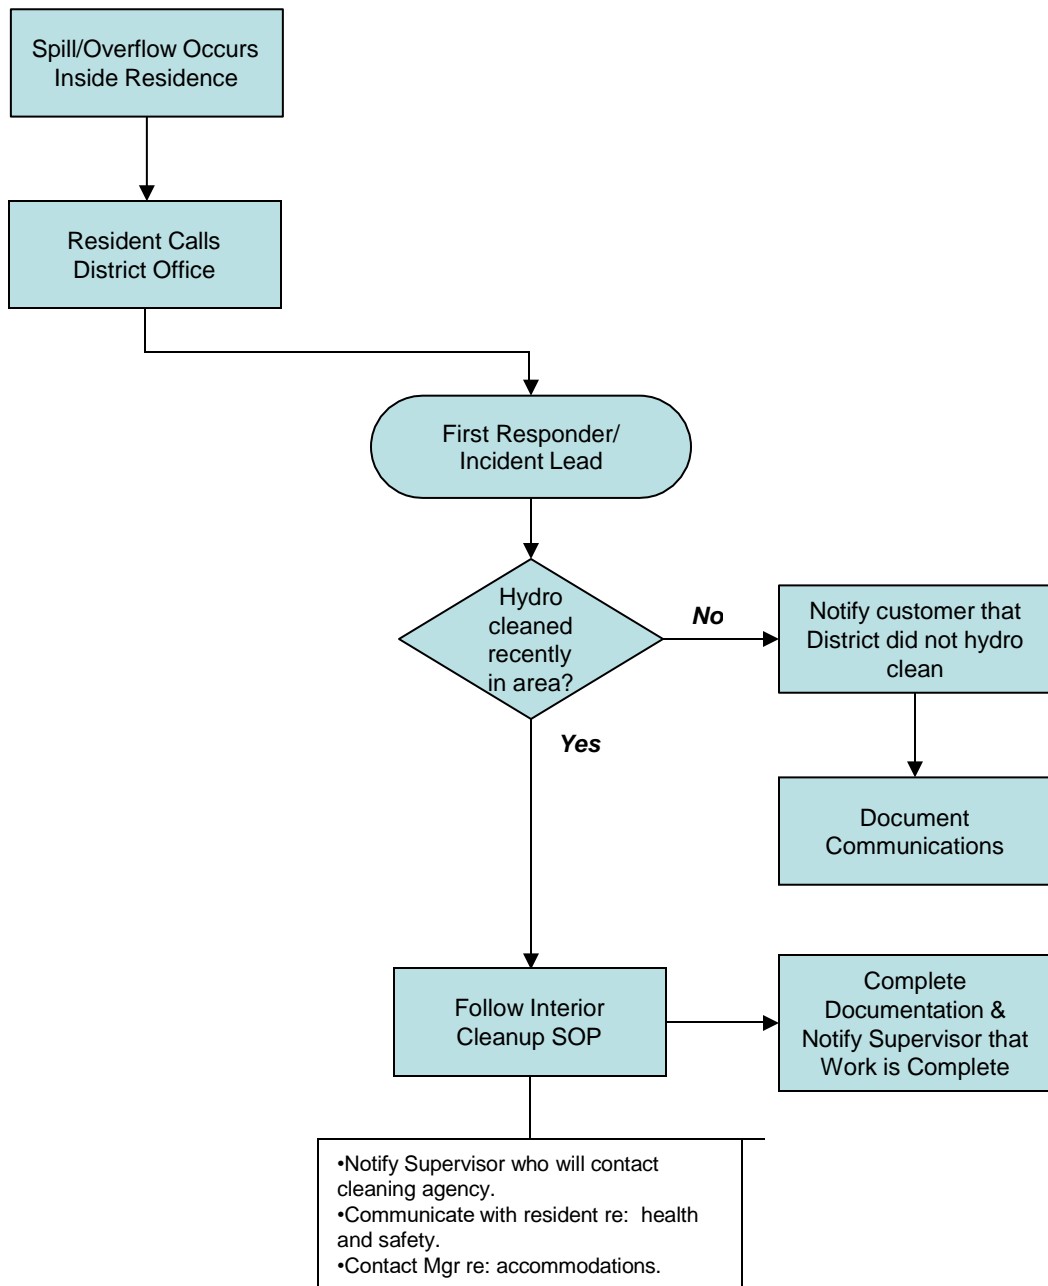 Spill/Overflow Occurs
Inside Residence
Resident Calls
District Office
First Responder/
Incident Lead
Hydro
cleaned
recently
in area?
No
Notify customer that
District did not hydro
clean
Yes
Document
Communications
Follow Interior
Cleanup SOP
Complete
Documentation &
Notify Supervisor that
Work is Complete
•Notify Supervisor who will contact
cleaning agency.
•Communicate with resident re:  health
and safety.
•Contact Mgr re: accommodations.